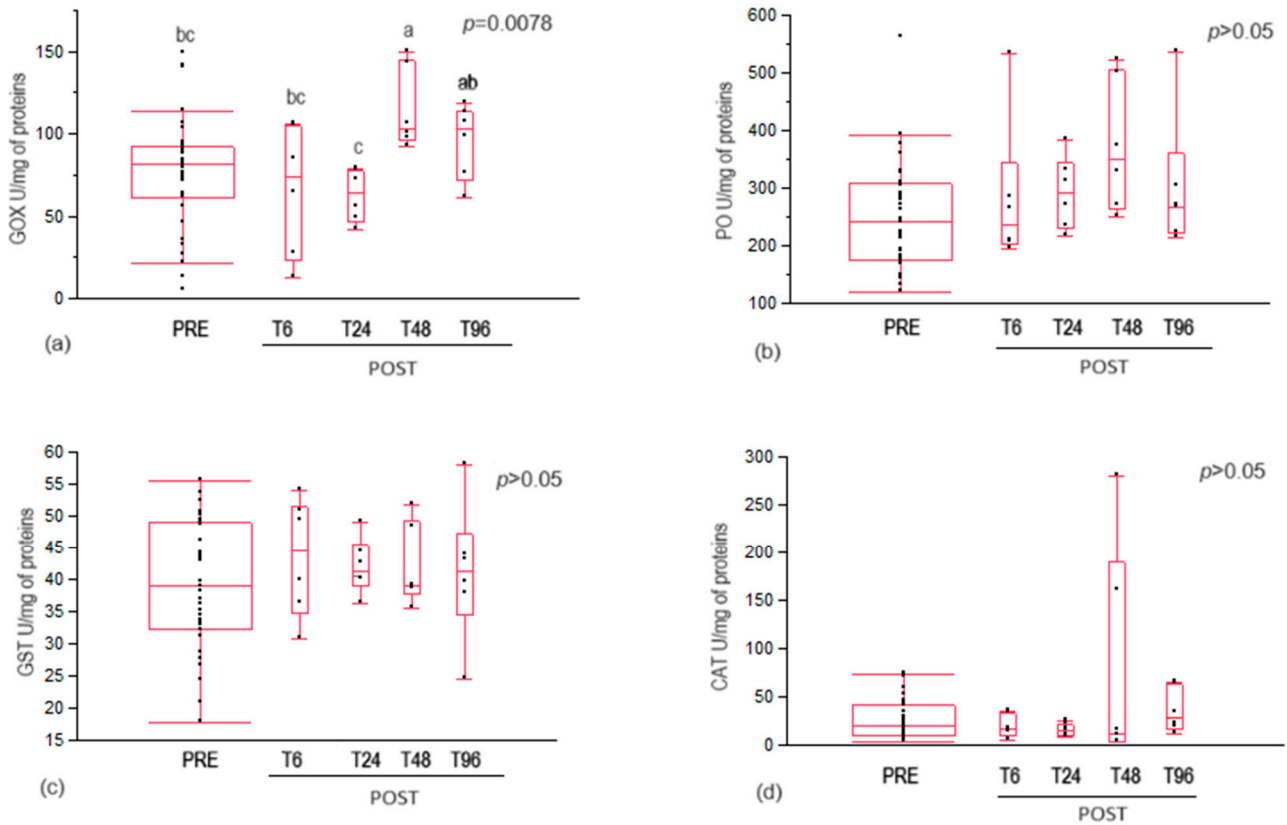 bc
a
p=0.0078
150
bc
ab
100
c
50
0
GOX U/mg of proteins
PRE
T6
T24
T48
T96
(a)
POST
p>0.05
600
500
400
300
200
100
PO U/mg of proteins
PRE
T6
T24
T48
T96
(b)
POST
60
55
50
45
40
35
30
25
20
15
p>0.05
GST U/mg of proteins
PRE
T6
T24
T48
T96
(c)
POST
300
250
200
150
100
50
0
p>0.05
CAT U/mg of proteins
PRE
T6
T24
T48
T96
(d)
POST